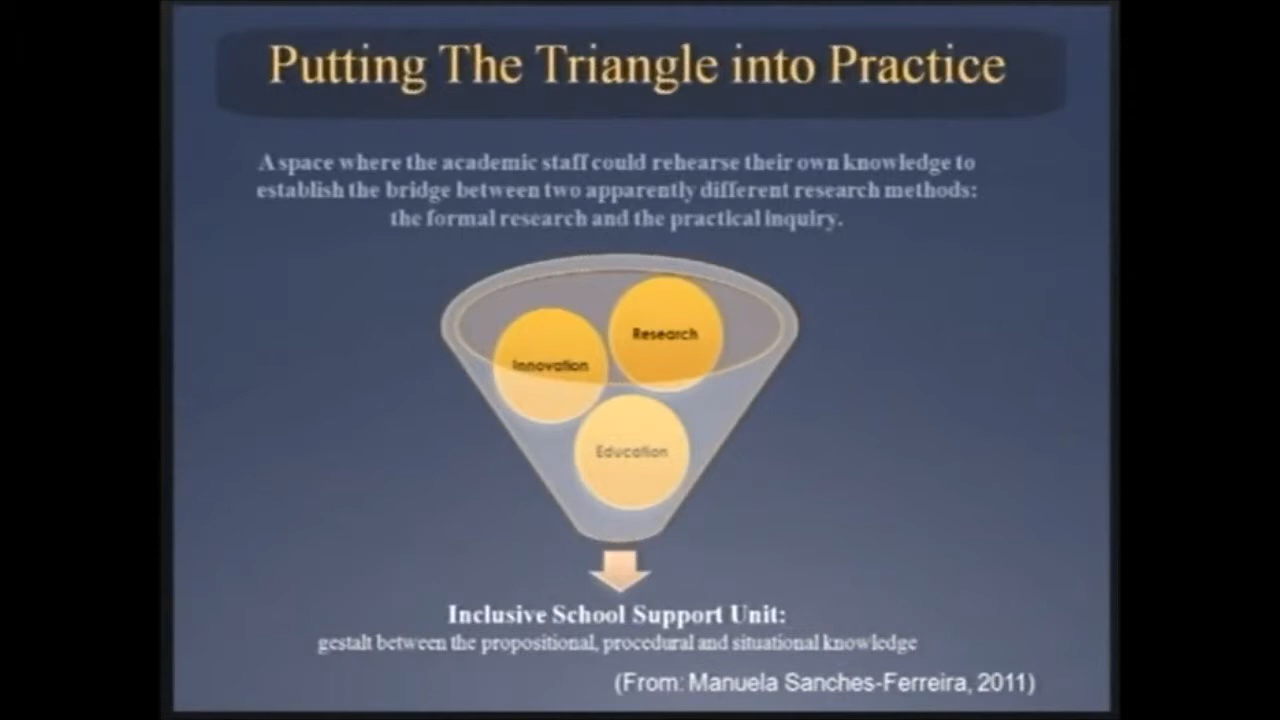 Putting The Triangle into Practice
A space where the academic staff could rehearse their own knowledge to
establish the bridge between two apparently different research methods:
the formal research and the practical inquiry.
Research
Innovation
Education
Inclusive School Support Unit:
gestalt between the propositional, procedural and situational knowledge
(From: Manuela Sanches-Ferreira, 2011)